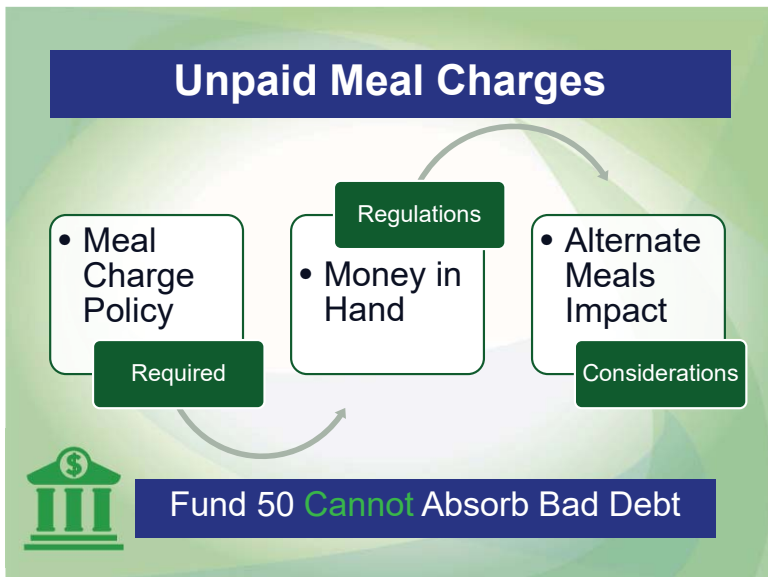 Unpaid Meal Charges
• Meal
Charge
Policy
Required
Regulations
• Money in
Hand
• Alternate
Meals
Impact
Considerations
$
Fund 50 Cannot Absorb Bad Debt